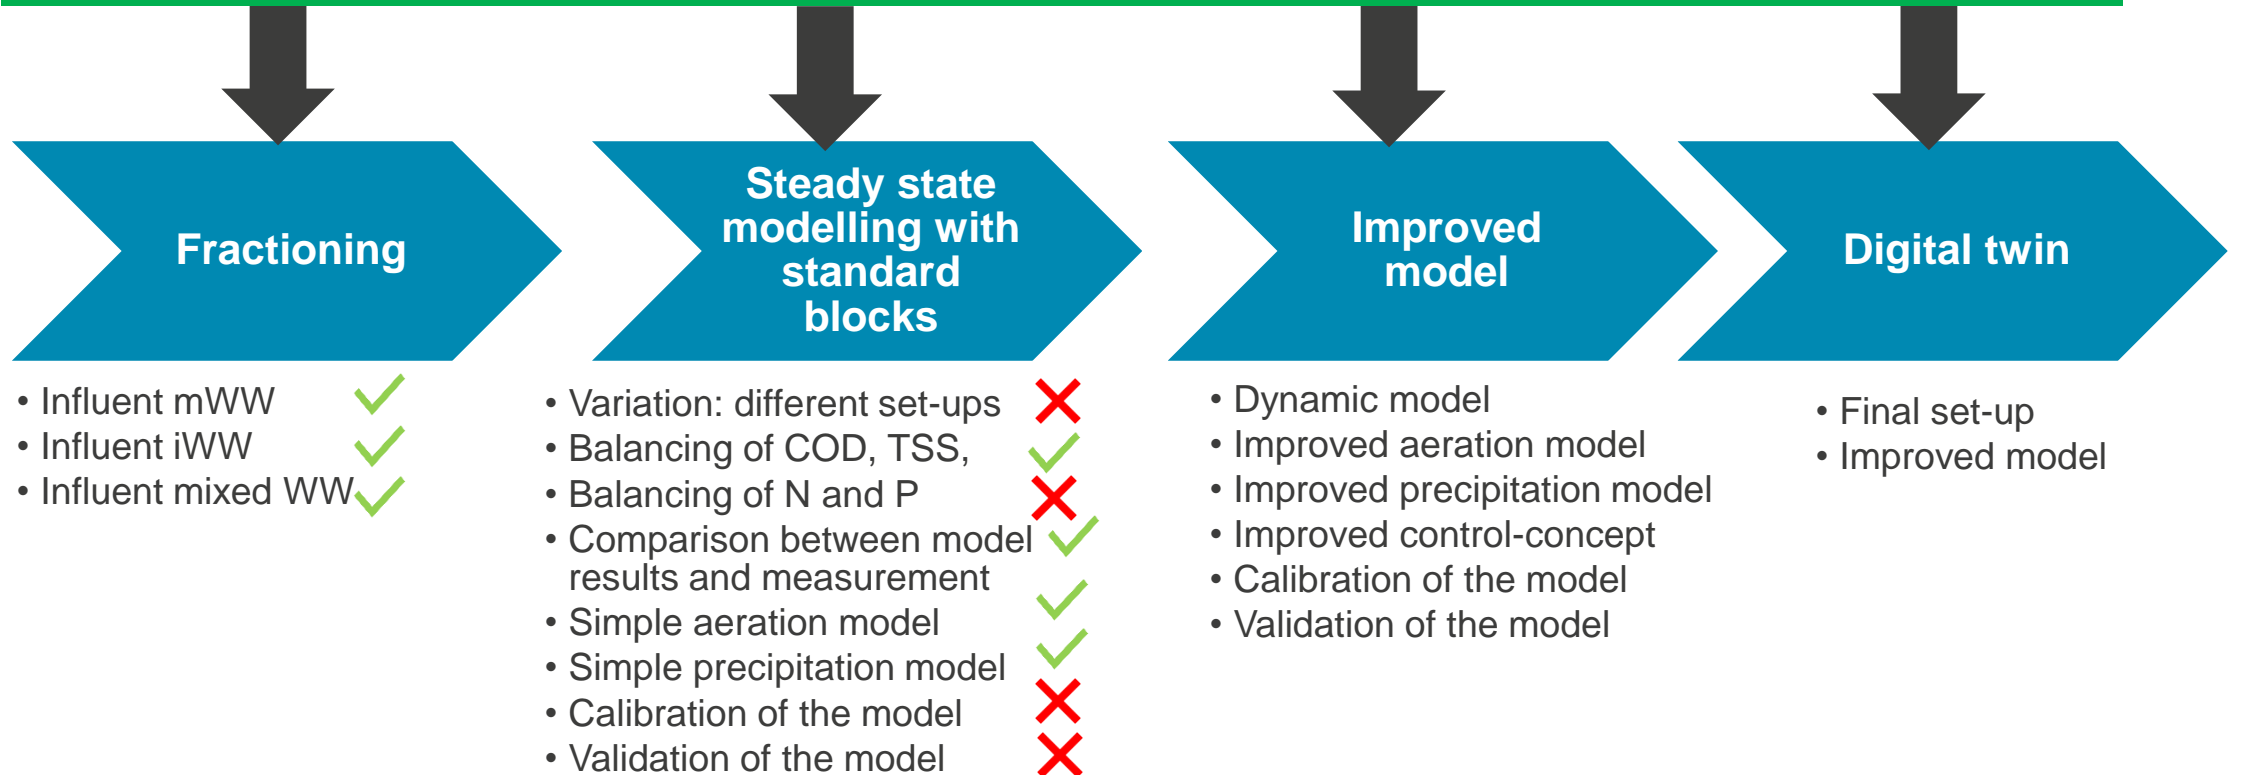 Fractioning
• Influent mWW
• Influent iWW
• Influent mixed WW
Steady state
modelling with
standard
blocks
• Variation: different set-ups
• Balancing of COD, TSS,
• Balancing of N and P
• Comparison between model
results and measurement
• Simple aeration model
• Simple precipitation model
• Calibration of the model
• Validation of the model
Improved
model
• Dynamic model
• Improved aeration model
• Improved precipitation model
• Improved control-concept
• Calibration of the model
• Validation of the model
Digital twin
• Final set-up
• Improved model